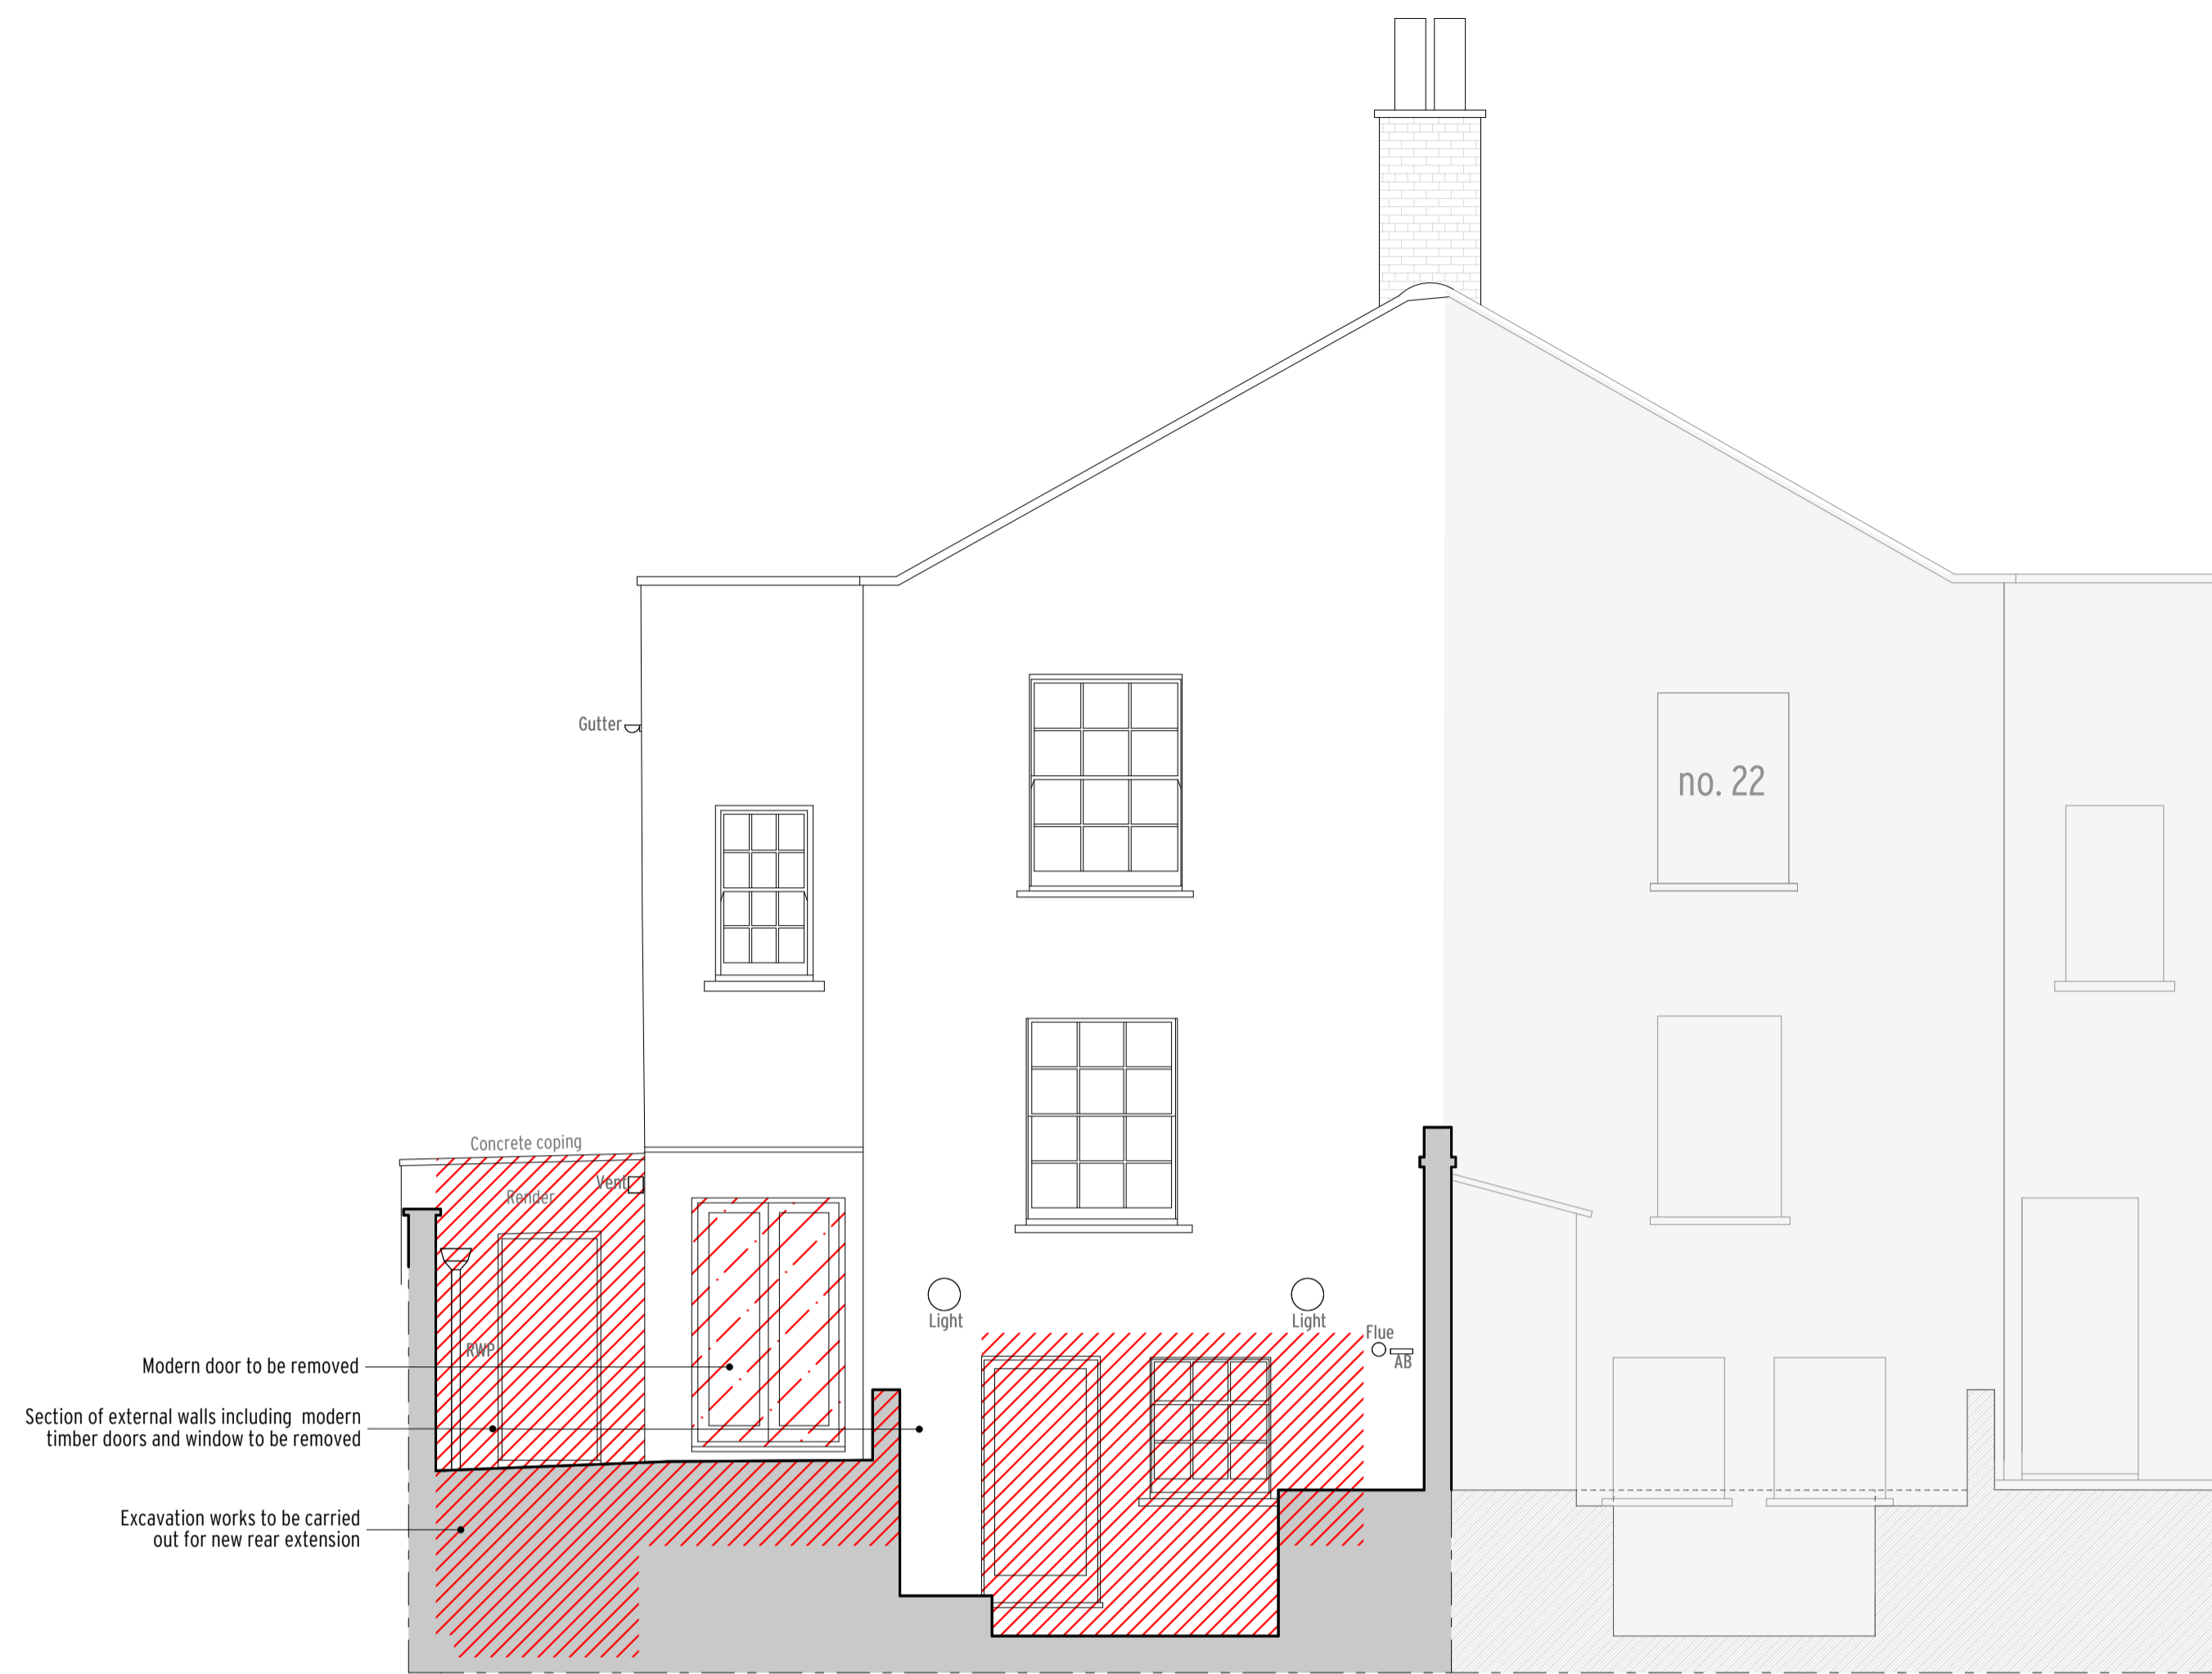 no. 22
Gutter
Concrete coping
Vent
Render
Light
Light
Flue
AB
RWP
Modern door to be removed
Section of external walls including modern
timber doors and window to be removed
Excavation works to be carried
out for new rear extension